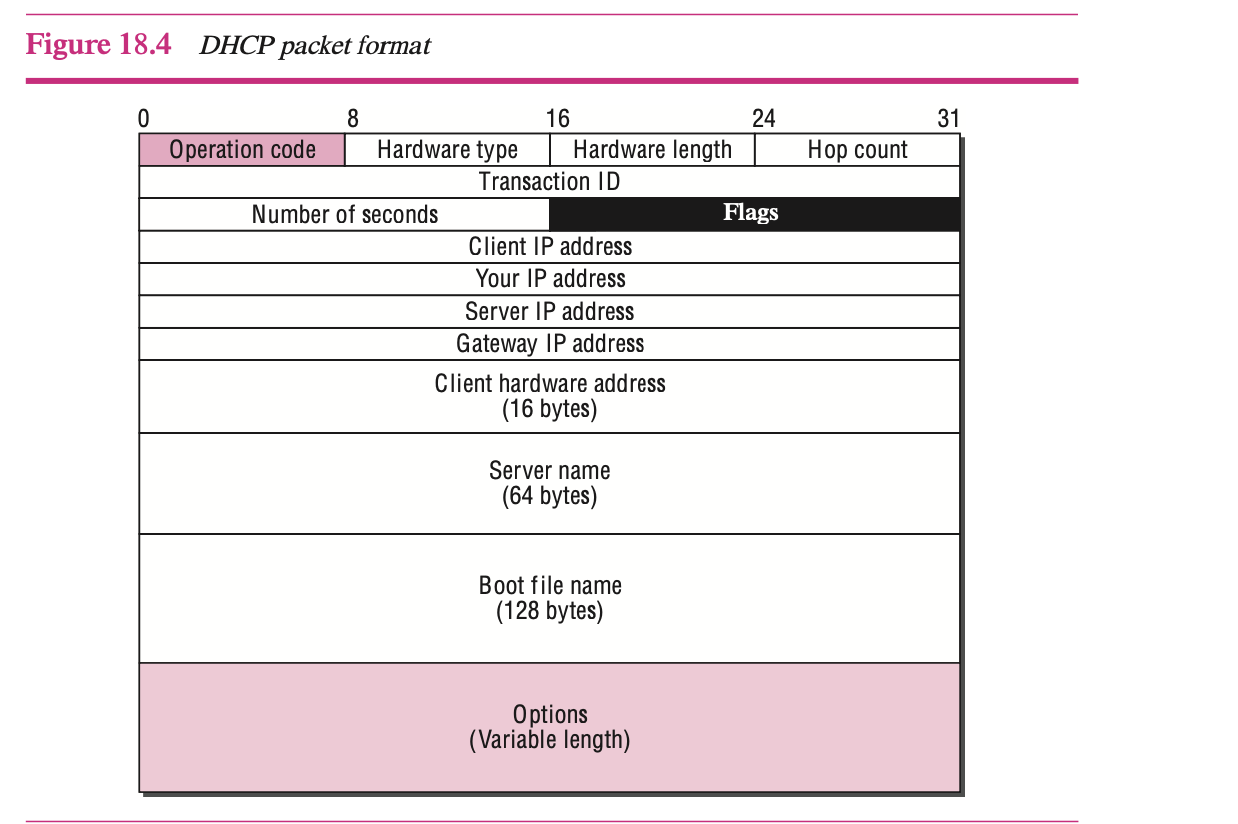 Figure 18.4 DHCP packet format
0 8 16 24 31
Operation code Hardware type Hardware length Hop count
Transaction ID
Number of seconds Flags
Client IP address
Your IP address
Server IP address
Gateway IP address
Client hardware address
(16 bytes)
Server name
(64 bytes)
Boot file name
(128 bytes)
Options
(Variable length)